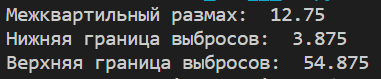 Межквартильный размах:  12.75
Нижняя граница выбросов:  3.875
Верхняя граница выбросов:  54.875